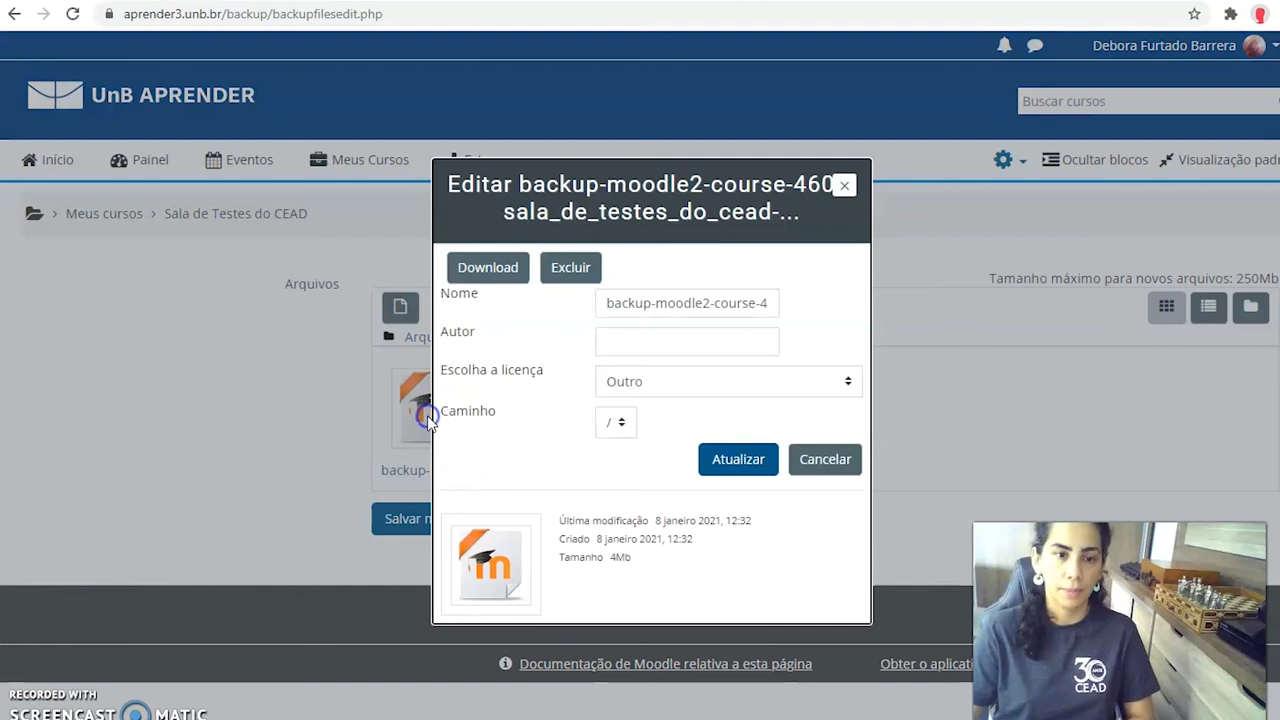 aprender3.unb.br/backup/backupfilesedit.php
Debora Furtado Barrera
UnB APRENDER
Buscar cursos
Início
Painel
Eventos
Meus Cursos
Ocultar blocos
Visualização pad
Meus cursos
Sala de Testes do CEAD
Editar backup-moodle2-course-460
sala_de_testes_do_cead-...
×
Download
Excluir
Arquivos
Tamanho máximo para novos arquivos: 250Mb
Nome
backup-moodle2-course-4
Autor
Arqu
Escolha a licença
Outro
Caminho
/
Atualizar
Cancelar
backup-
Salvar m
Última modificação 8 janeiro 2021, 12:32
Criado 8 janeiro 2021, 12:32
Tamanho 4Mb
m
30 ANOS
CEAD
Documentação de Moodle relativa a esta página
Obter o aplicati
RECORDED WITH
SCREENCAST MATIC